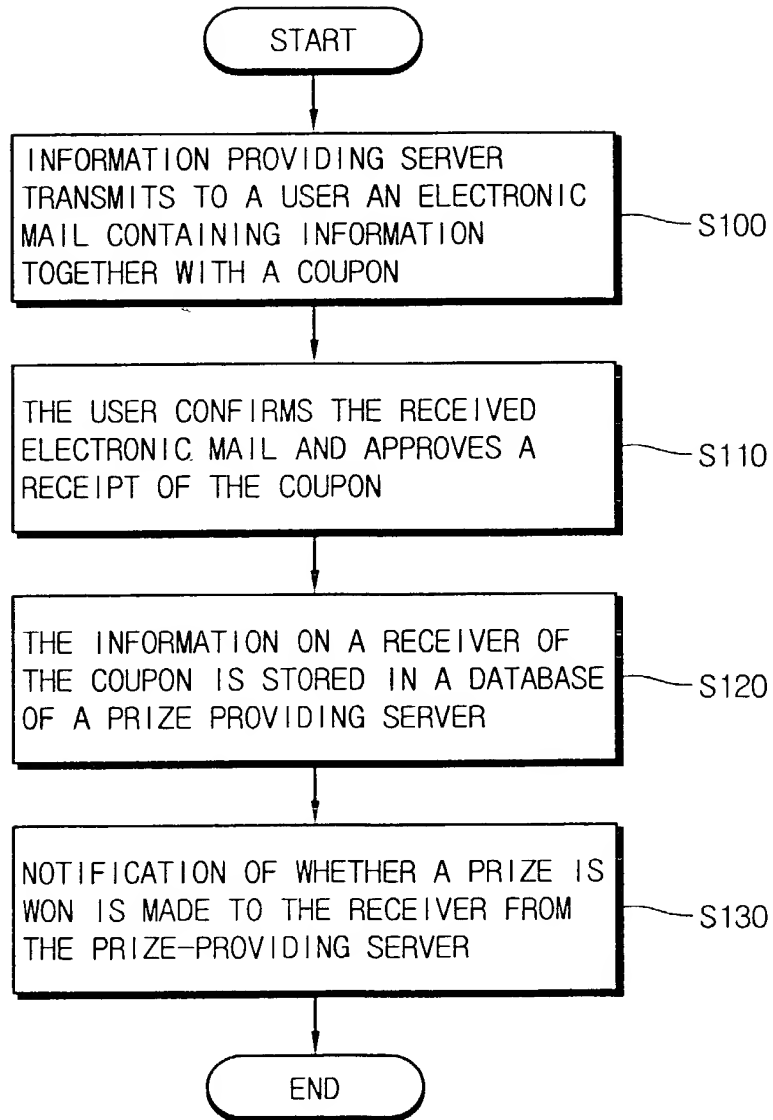 START
INFORMATION PROVIDING SERVER
TRANSMITS TO A USER AN ELECTRONIC
MAIL CONTAINING INFORMATION
TOGETHER WITH A COUPON
S100
THE USER CONFIRMS THE RECEIVED
ELECTRONIC MAIL AND APPROVES A
RECEIPT OF THE COUPON
S110
THE INFORMATION ON A RECEIVER OF
THE COUPON IS STORED IN A DATABASE
OF A PRIZE PROVIDING SERVER
S120
NOTIFICATION OF WHETHER A PRIZE IS
WON IS MADE TO THE RECEIVER FROM
THE PRIZE-PROVIDING SERVER
S130
END